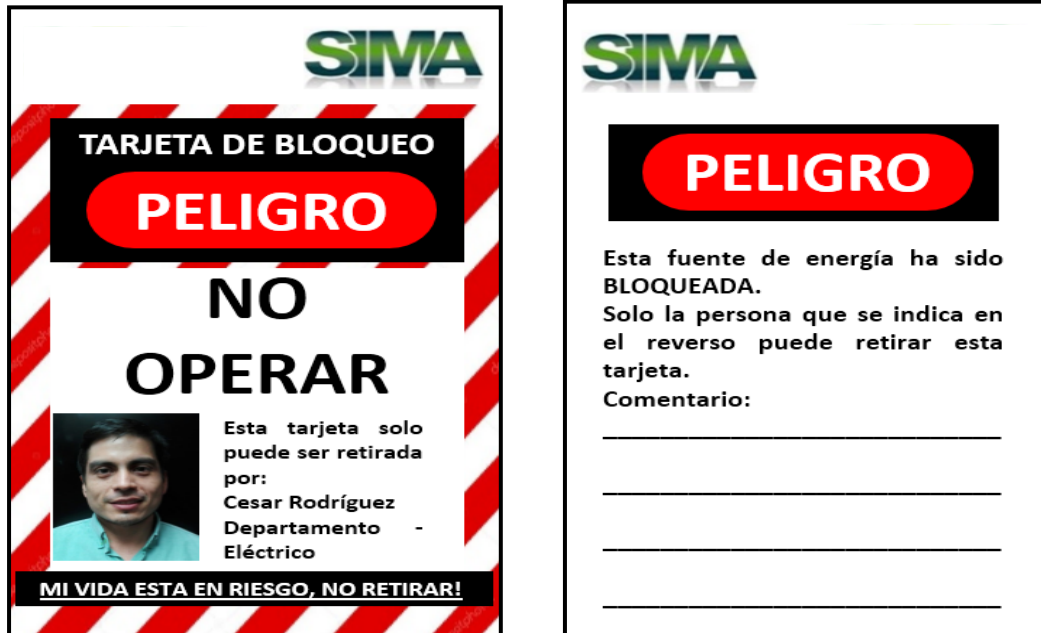 SIMA
TARJETA DE BLOQUEO
PELIGRO
NO
OPERAR
Esta tarjeta solo
puede ser retirada
por:
Cesar Rodríguez
Departamento -
Eléctrico
MI VIDA ESTA EN RIESGO, NO RETIRAR!
SIMA
PELIGRO
Esta fuente de energía ha sido
BLOQUEADA.
Solo la persona que se indica en
el reverso puede retirar esta
tarjeta.
Comentario: